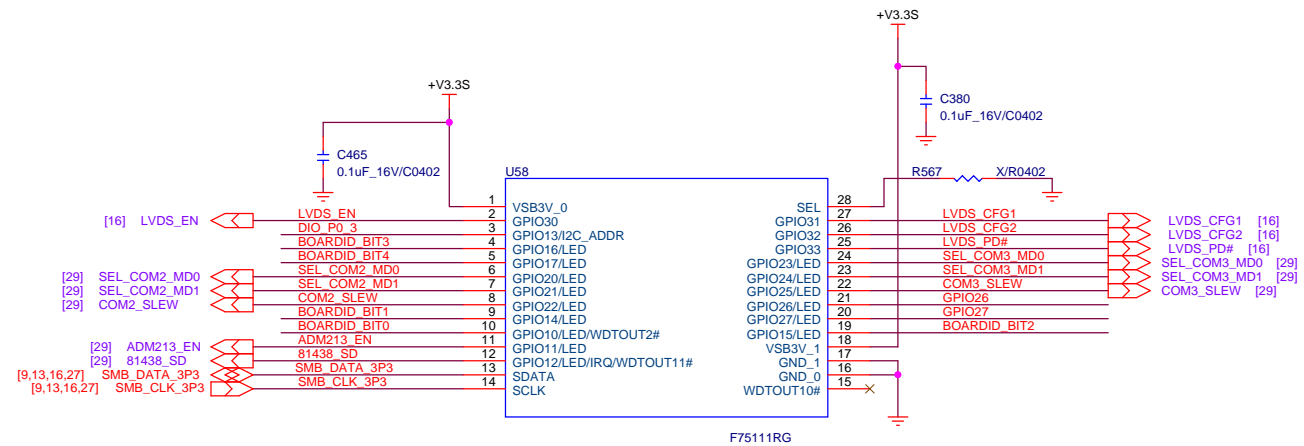 +V3.3S
+V3.3S
C380
0.1uF_16V/C0402
C465
0.1uF_16V/C0402
U58
R567 X/R0402
1 VSB3V_0 SEL 28
[16] LVDS_EN LVDS_EN 2 GPIO30 GPIO31 27 LVDS_CFG1 LVDS_CFG1 [16]
DIO_P0_3 3 GPIO13/I2C_ADDR GPIO32 26 LVDS_CFG2 LVDS_CFG2 [16]
BOARDID_BIT3 4 GPIO16/LED GPIO33 25 LVDS_PD# LVDS_PD# [16]
BOARDID_BIT4 5 GPIO17/LED GPIO23/LED 24 SEL_COM3_MD0 SEL_COM3_MD0 [29]
[29] SEL_COM2_MD0 SEL_COM2_MD0 6 GPIO20/LED GPIO24/LED 23 SEL_COM3_MD1 SEL_COM3_MD1 [29]
[29] SEL_COM2_MD1 SEL_COM2_MD1 7 GPIO21/LED GPIO25/LED 22 COM3_SLEW COM3_SLEW [29]
[29] COM2_SLEW COM2_SLEW 8 GPIO22/LED GPIO26/LED 21 GPIO26
BOARDID_BIT1 9 GPIO14/LED GPIO27/LED 20 GPIO27
BOARDID_BIT0 10 GPIO10/LED/WDTOUT2# GPIO15/LED 19 BOARDID_BIT2
[29] ADM213_EN ADM213_EN 11 GPIO11/LED VSB3V_1 18
[29] 81438_SD 81438_SD 12 GPIO12/LED/IRQ/WDTOUT11# GND_1 17
[9,13,16,27] SMB_DATA_3P3 SMB_DATA_3P3 13 SDATA GND_0 16
[9,13,16,27] SMB_CLK_3P3 SMB_CLK_3P3 14 SCLK WDTOUT10# 15
F75111RG